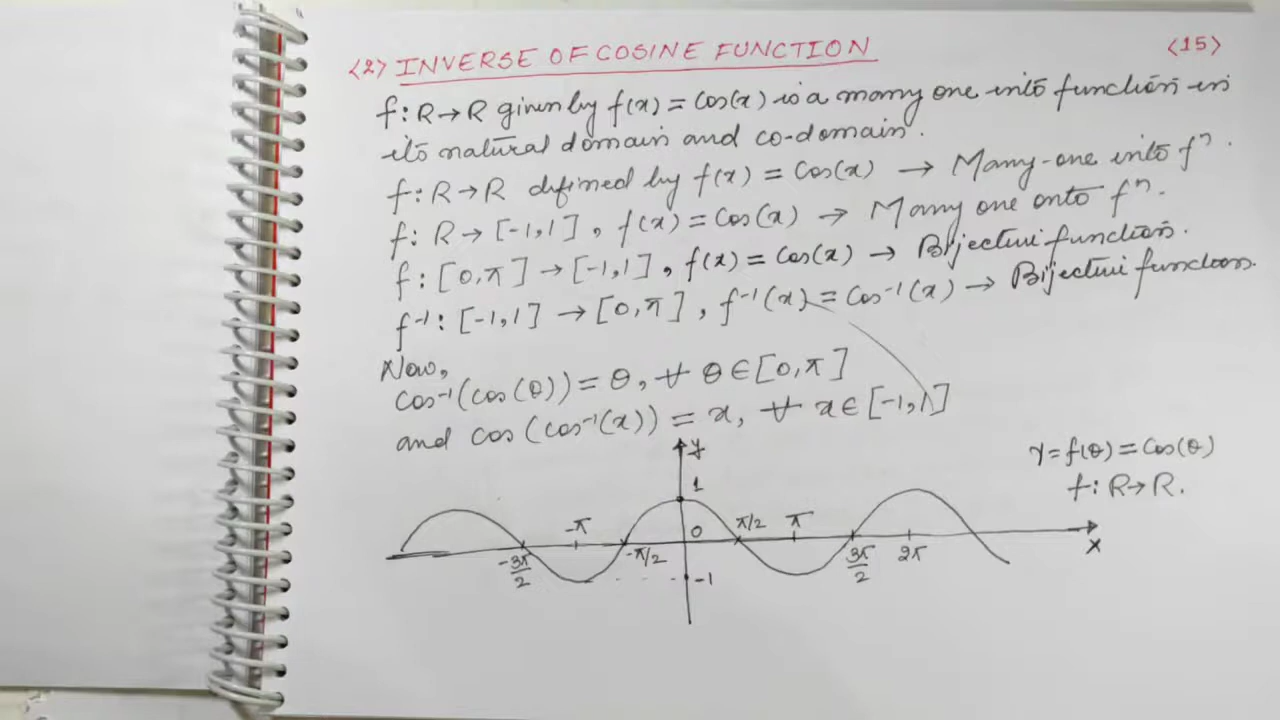 <2> INVERSE OF COSINE FUNCTION
<15>
f: R→R given by f(x) = Cos(x) is a many one into function in
its natural domain and co-domain.
f: R→R defined by f(x) = Cos(x) → Many-one into fⁿ.
f: R→[-1,1], f(x) = Cos(x) → Many one onto fⁿ.
f: [0,π] → [-1,1], f(x) = Cos(x) → Bijective function.
f⁻¹: [-1,1] → [0,π], f⁻¹(x) = Cos⁻¹(x) → Bijective function.
Now,
Cos⁻¹(cos(θ)) = θ, ∀ θ∈[0,π]
and cos(cos⁻¹(x)) = x, ∀ x∈[-1,1]
y
Y = f(θ) = Cos(θ)
f: R→R.
1
-π
0
π/2
π
-3π/2
-π/2
3π/2
2π
X
-1